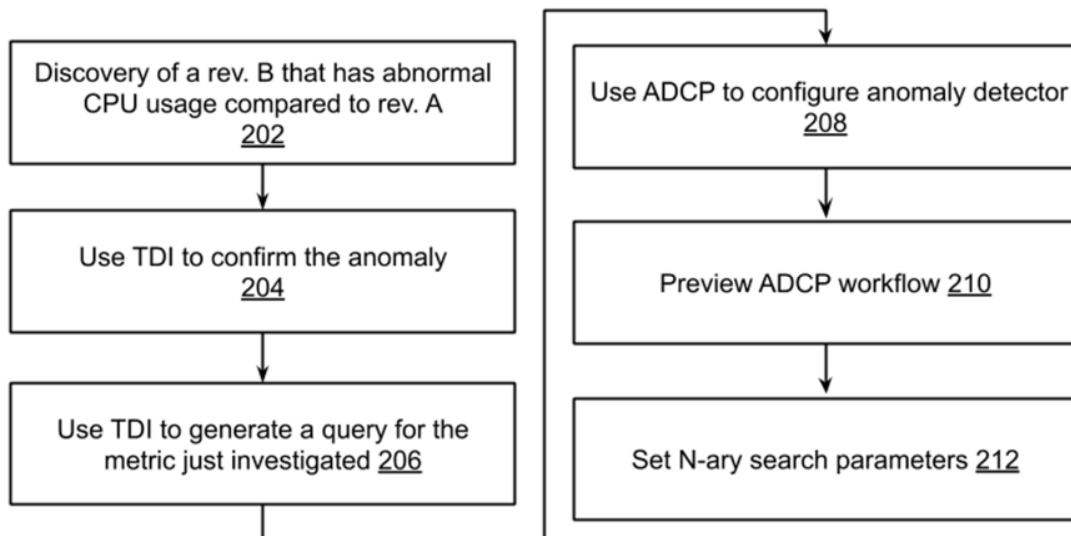 Discovery of a rev. B that has abnormal
CPU usage compared to rev. A
202
Use TDI to confirm the anomaly
204
Use TDI to generate a query for the
metric just investigated 206
Use ADCP to configure anomaly detector
208
Preview ADCP workflow 210
Set N-ary search parameters 212